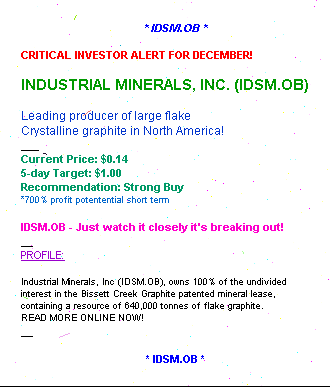 * IDSM.OB *
CRITICAL INVESTOR ALERT FOR DECEMBER!
INDUSTRIAL MINERALS, INC. (IDSM.OB)
Leading producer of large flake
Crystalline graphite in North America!
Current Price: $0.14
5-day Target: $1.00
Recommendation: Strong Buy
*700% profit potentential short term
IDSM.OB - Just watch it closely it's breaking out!
PROFILE:
Industrial Minerals, Inc (IDSM.OB), owns 100% of the undivided
interest in the Bissett Creek Graphite patented mineral lease,
containing a resource of 640,000 tonnes of flake graphite.
READ MORE ONLINE NOW!
* IDSM.OB *